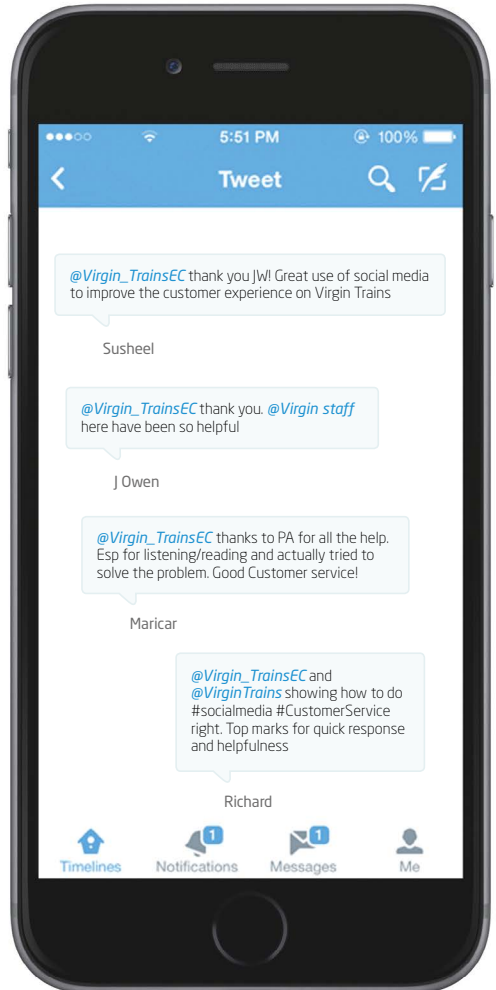 5:51 PM
100%
Tweet
@Virgin_TrainsEC thank you JW! Great use of social media
to improve the customer experience on Virgin Trains
Susheel
@Virgin_TrainsEC thank you. @Virgin staff
here have been so helpful
J Owen
@Virgin_TrainsEC thanks to PA for all the help.
Esp for listening/reading and actually tried to
solve the problem. Good Customer service!
Maricar
@Virgin_TrainsEC and
@VirginTrains showing how to do
#socialmedia #CustomerService
right. Top marks for quick response
and helpfulness
Richard
1 1
Timelines Notifications Messages Me